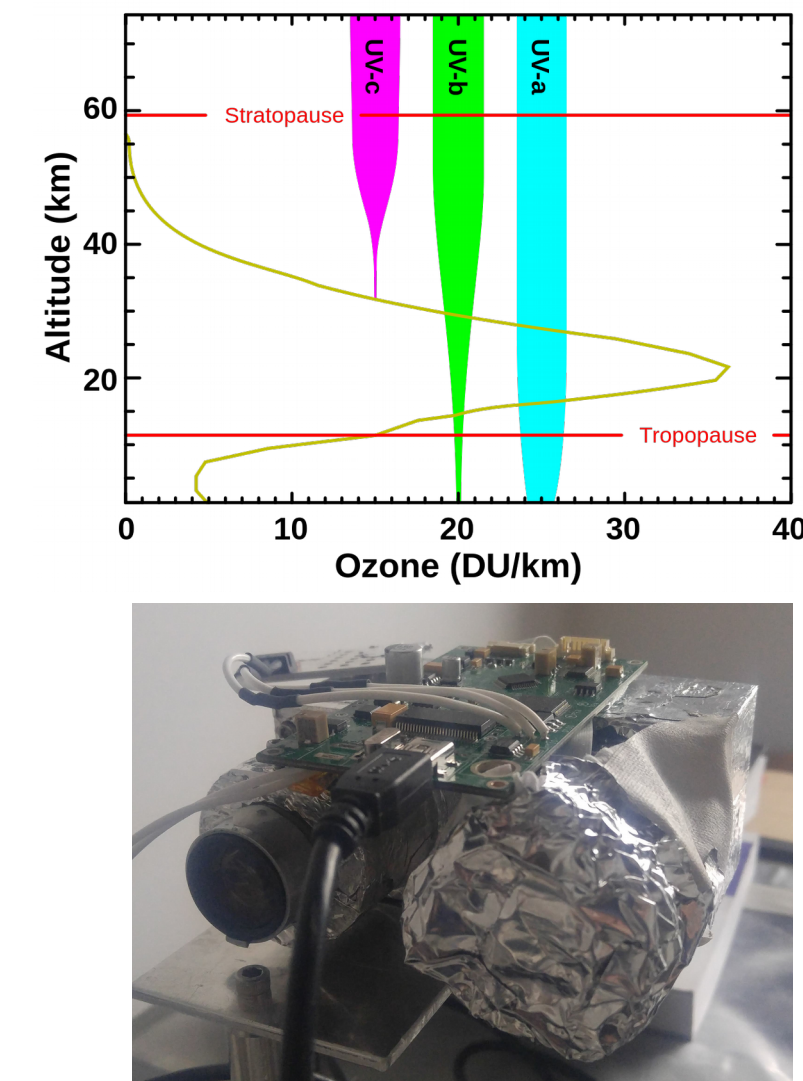 UV-c
UV-b
UV-a
60
Stratopause
40
20
Tropopause
Altitude (km)
0
10
20
30
40
Ozone (DU/km)